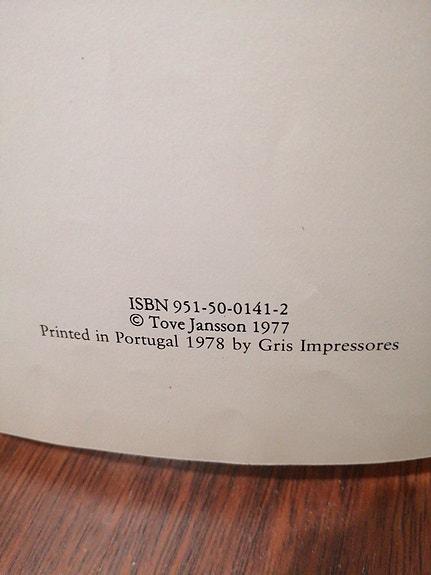 ISBN 951-50-0141-2
© Tove Jansson 1977
Printed in Portugal 1978 by Gris Impressores